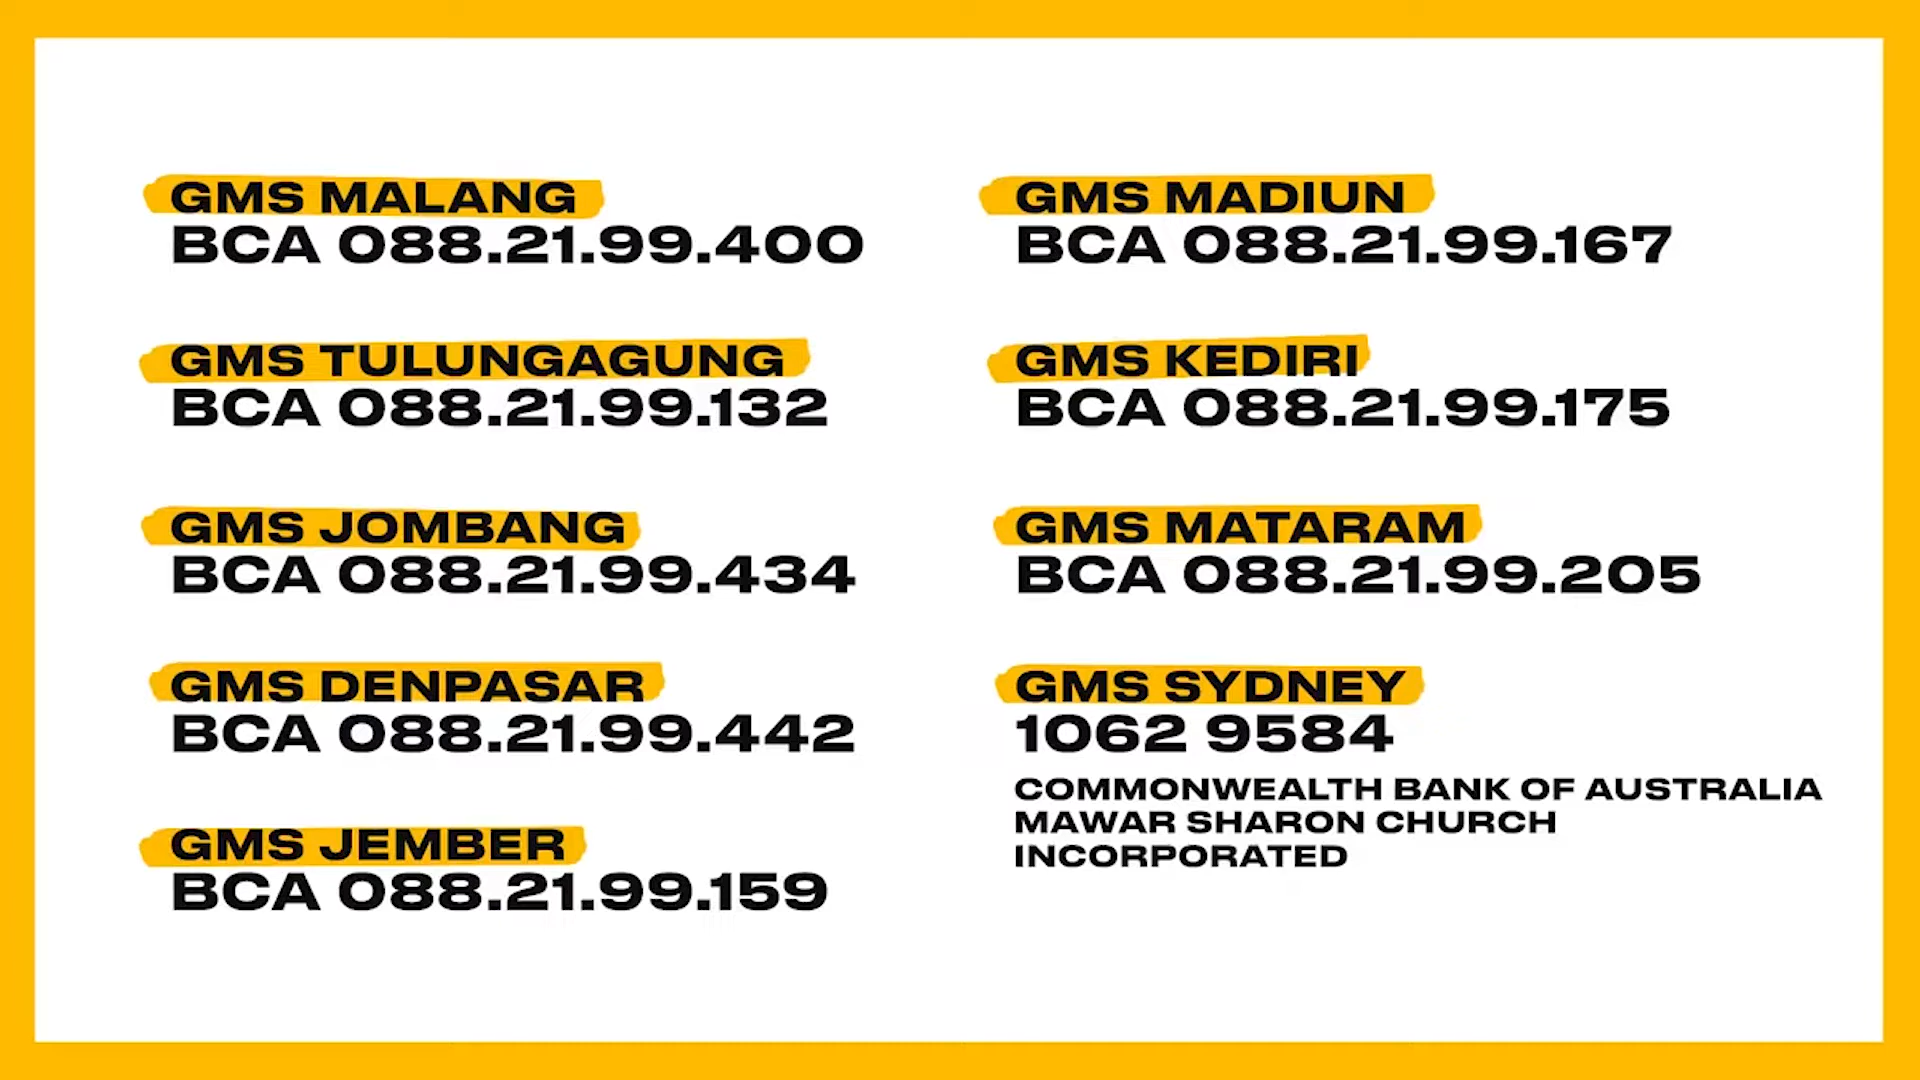 GMS MALANG
BCA 088.21.99.400
GMS TULUNGAGUNG
BCA 088.21.99.132
GMS JOMBANG
BCA 088.21.99.434
GMS DENPASAR
BCA 088.21.99.442
GMS JEMBER
BCA 088.21.99.159
GMS MADIUN
BCA 088.21.99.167
GMS KEDIRI
BCA 088.21.99.175
GMS MATARAM
BCA 088.21.99.205
GMS SYDNEY
1062 9584
COMMONWEALTH BANK OF AUSTRALIA
MAWAR SHARON CHURCH
INCORPORATED